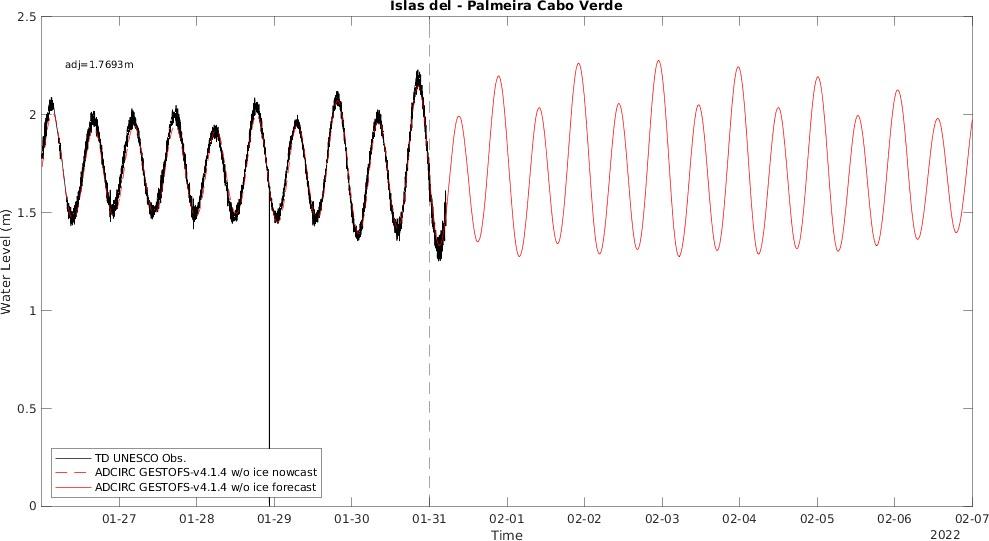 Islas del - Palmeira Cabo Verde
adj=1.7693m
Water Level (m)
2.5
2
1.5
1
0.5
0
TD UNESCO Obs.
ADCIRC GESTOFS-v4.1.4 w/o ice nowcast
ADCIRC GESTOFS-v4.1.4 w/o ice forecast
01-27 01-28 01-29 01-30 01-31 02-01 02-02 02-03 02-04 02-05 02-06 02-07
Time
2022